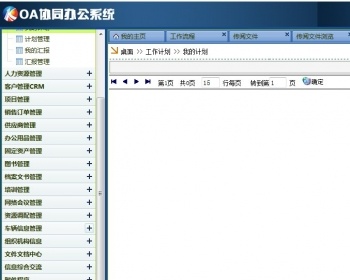 OA协同办公系统
计划管理
我的汇报
汇报管理
人力资源管理
客户管理CRM
项目管理
销售订单管理
供应商管理
办公用品管理
固定资产管理
图书管理
档案文书管理
培训管理
网络会议管理
资源调配管理
车辆信息管理
组织机构信息
文件文档中心
信息综合交流
我的主页 工作流程 传阅文件 传阅文件浏览
桌面 >> 工作计划 >> 我的计划
第1页 共0页 15 行每页 转到第 1 页 确定